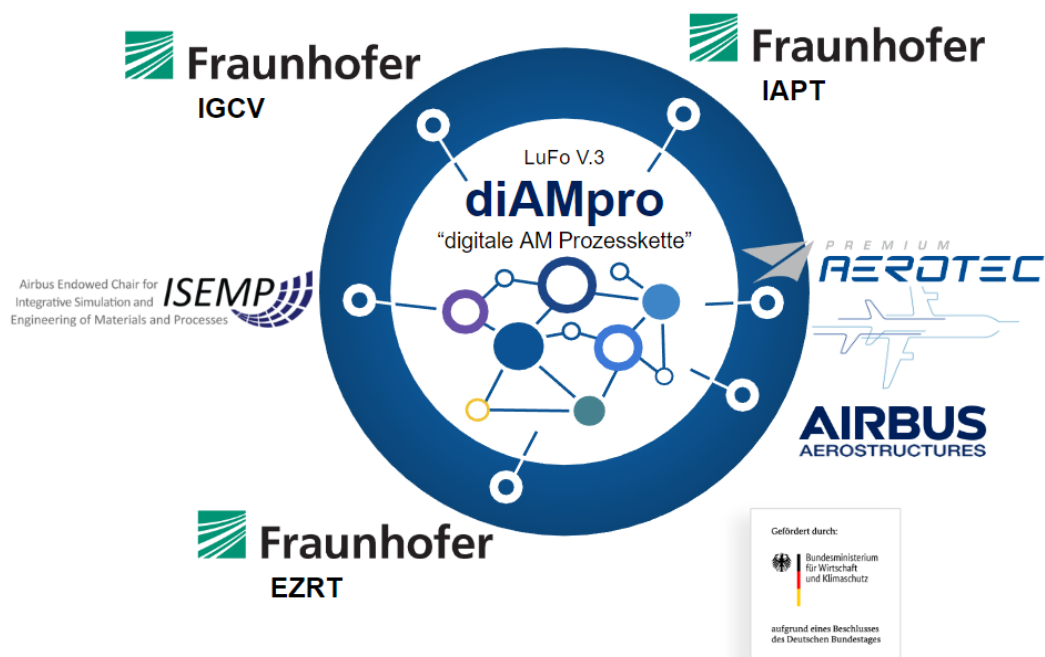 Fraunhofer
IGCV
Fraunhofer
IAPT
LuFo V.3
diAMpro
“digitale AM Prozesskette”
PREMIUM
AEROTEC
Airbus Endowed Chair for
Integrative Simulation and
Engineering of Materials and Processes
ISEMP
AIRBUS
AEROSTRUCTURES
Fraunhofer
EZRT
Gefördert durch:
Bundesministerium
für Wirtschaft
und Klimaschutz
aufgrund eines Beschlusses
des Deutschen Bundestages